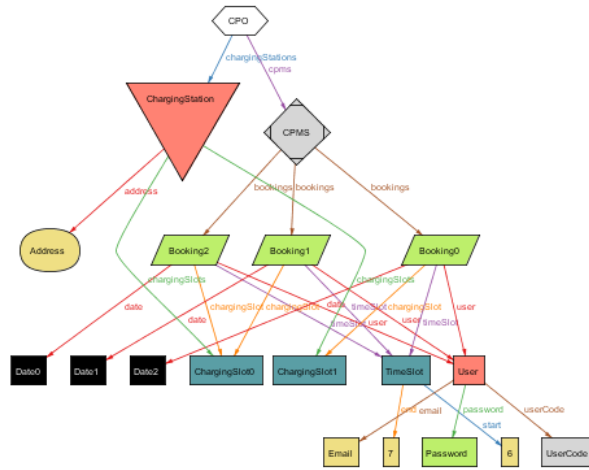 CPO
chargingStations
cpms
ChargingStation
CPMS
address
bookings bookings bookings
Address Booking2 Booking1 Booking0
chargingSlots chargingSlots
date chargingSlot chargingSlot date timeSlot chargingSlot user
date timeSlot user user timeSlot
Date0 Date1 Date2 ChargingSlot0 ChargingSlot1 TimeSlot User
end email password userCode
start
Email 7 Password 6 UserCode